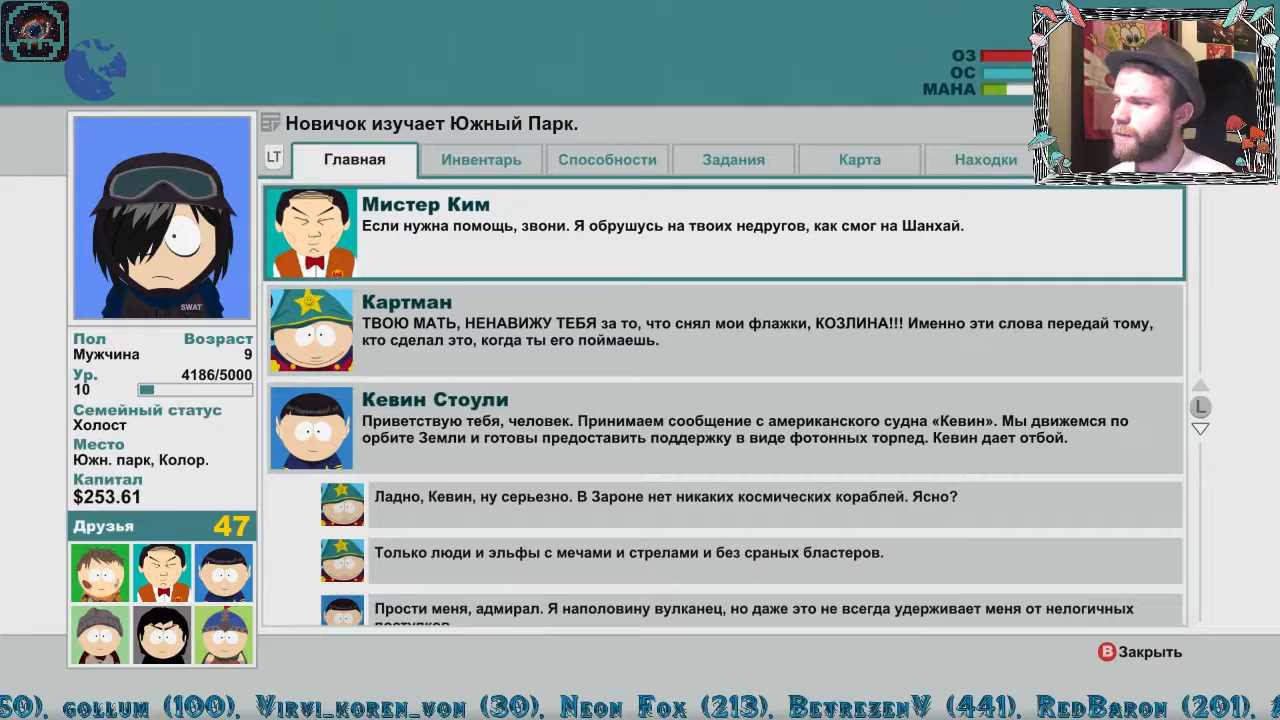 ОЗ
ОС
МАНА
Новичок изучает Южный Парк.
LT
Главная
Инвентарь
Способности
Задания
Карта
Находки
Мистер Ким
Если нужна помощь, звони. Я обрушусь на твоих недругов, как смог на Шанхай.
Картман
ТВОЮ МАТЬ, НЕНАВИЖУ ТЕБЯ за то, что снял мои флажки, КОЗЛИНА!!! Именно эти слова передай тому,
кто сделал это, когда ты его поймаешь.
Кевин Стоули
Приветствую тебя, человек. Принимаем сообщение с американского судна «Кевин». Мы движемся по
орбите Земли и готовы предоставить поддержку в виде фотонных торпед. Кевин дает отбой.
Ладно, Кевин, ну серьезно. В Зароне нет никаких космических кораблей. Ясно?
Только люди и эльфы с мечами и стрелами и без сраных бластеров.
Прости меня, адмирал. Я наполовину вулканец, но даже это не всегда удерживает меня от нелогичных
SWAT
Пол Возраст
Мужчина 9
Ур. 4186/5000
10
Семейный статус
Холост
Место
Южн. парк, Колор.
Капитал
$253.61
Друзья 47
L
B Закрыть
50), gollum (100), Virvi_koren_von (30), Neon Fox (213), BetrezenV (441), RedBaron (201),